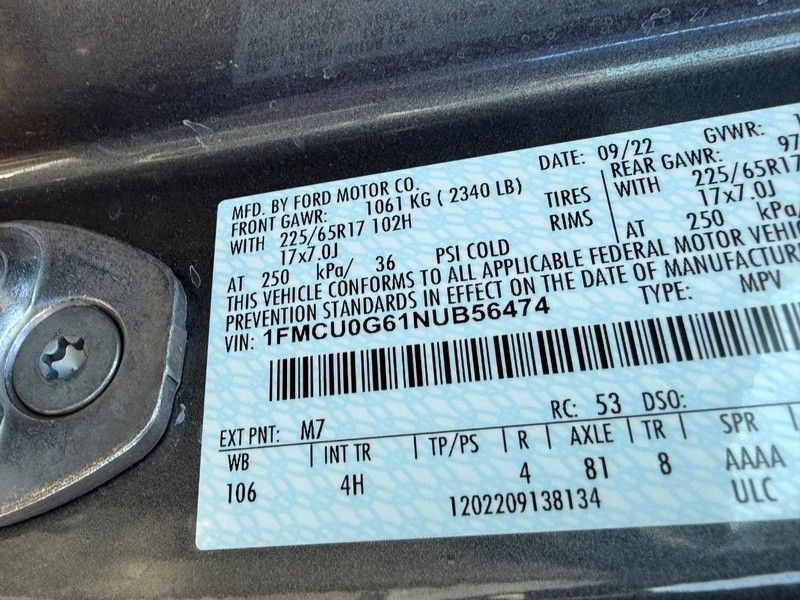 MFD. BY FORD MOTOR CO. DATE: 09/22 GVWR:
FRONT GAWR: 1061 KG ( 2340 LB) REAR GAWR: 97
WITH 225/65R17 102H TIRES WITH 225/65R17
17x7.0J RIMS 17x7.0J
AT 250 kPa/ 36 PSI COLD AT 250 kPa
THIS VEHICLE CONFORMS TO ALL APPLICABLE FEDERAL MOTOR VEHIC
PREVENTION STANDARDS IN EFFECT ON THE DATE OF MANUFACTUR
VIN: 1FMCU0G61NUB56474 TYPE: MPV
EXT PNT: M7 RC: 53 DSO:
WB INT TR TP/PS R AXLE TR SPR
106 4H 4 81 8 AAAA
1202209138134 ULC